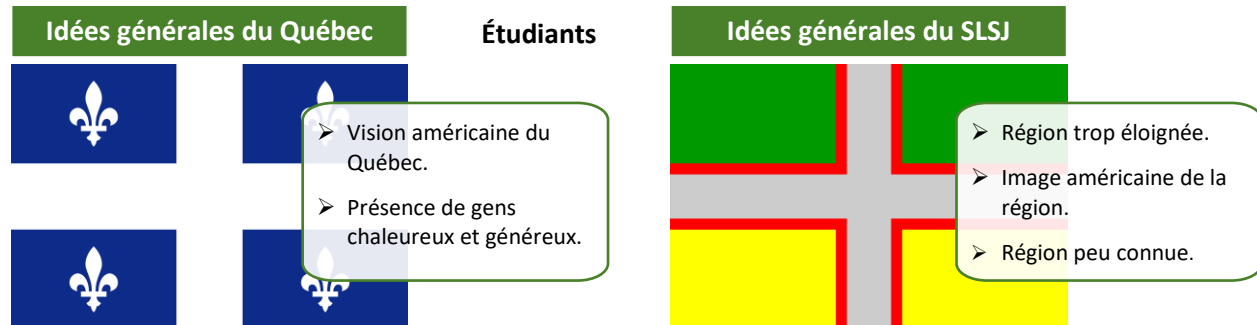 Idées générales du Québec
Étudiants
Idées générales du SLSJ
➢ Vision américaine du
Québec.
➢ Présence de gens
chaleureux et généreux.
➢ Région trop éloignée.
➢ Image américaine de la
région.
➢ Région peu connue.